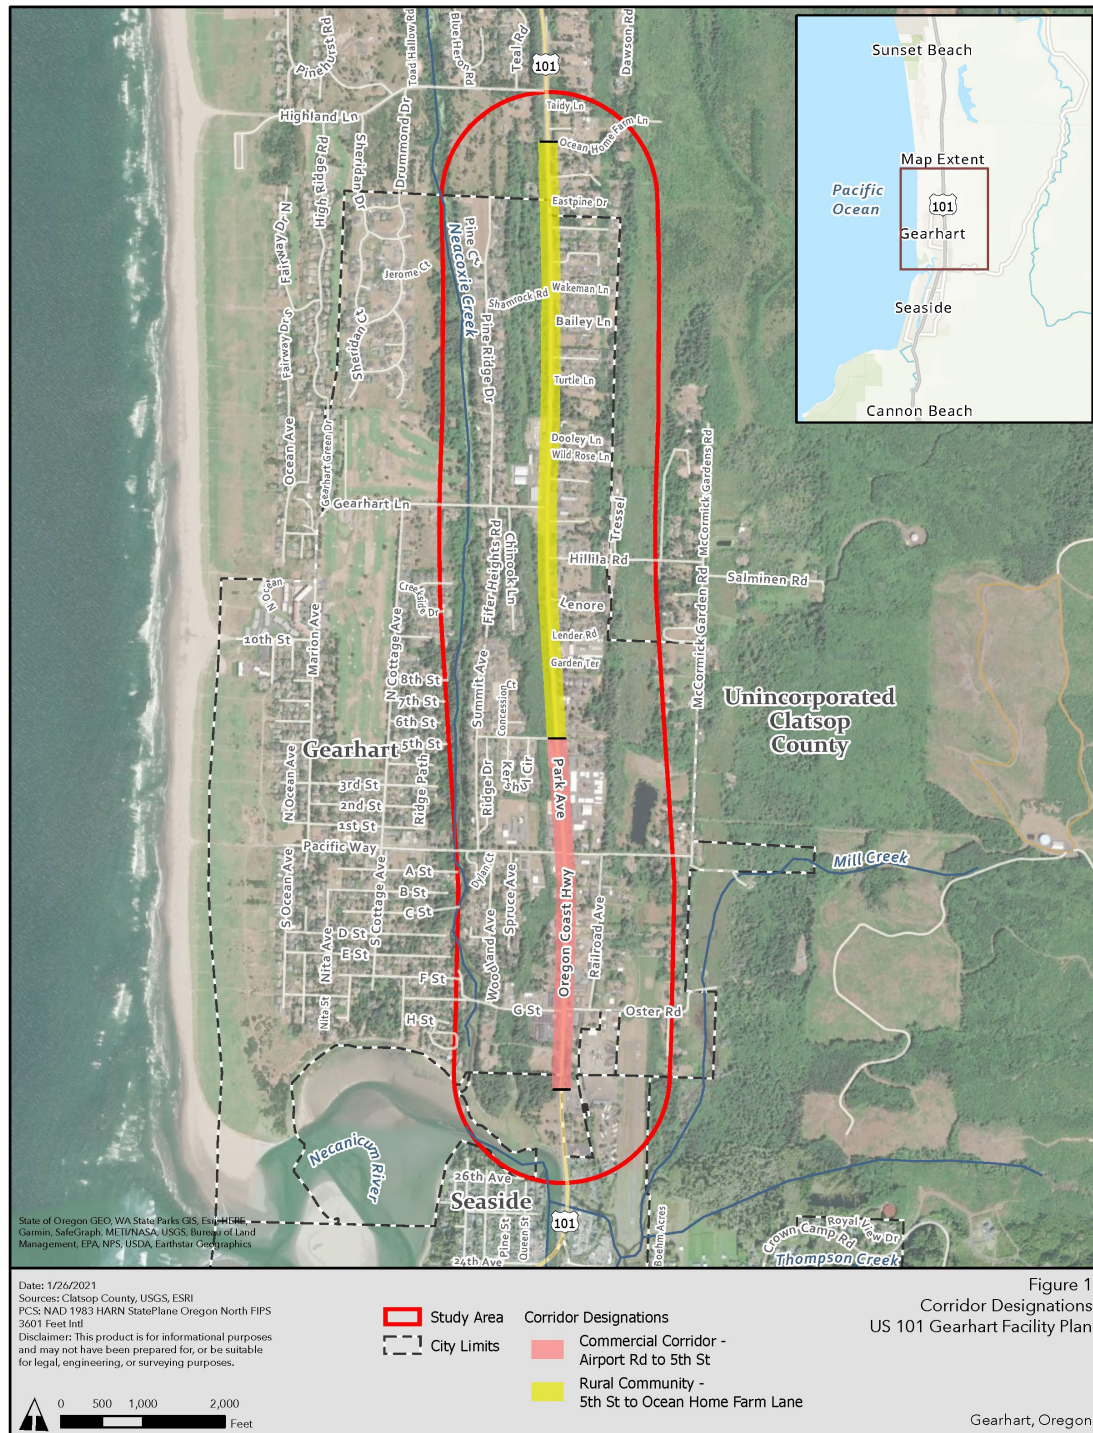 Pinehurst Rd
Toad Hallow Rd
Blue Heron Rd
Teal Rd
101
Dawson Rd
Highland Ln
Taidy Ln
Ocean Home Farm Ln
High Ridge Rd
Sheridan Dr
Drummond Dr
Eastpine Dr
Fairway Dr N
Pine Ct
Neacoxie Creek
Jerome Ct
Shamrock Rd
Wakeman Ln
Bailey Ln
Fairway Dr S
Sheridan Ct
Pine Ridge Dr
Turtle Ln
Ocean Ave
Gearhart Green Dr
Dooley Ln
Wild Rose Ln
McCormick Gardens Rd
Gearhart Ln
Tressel
Fifer Heights Rd
Chinook Ln
Hillila Rd
Salminen Rd
N Ocean
Creekside Dr
Lenore
McCormick Garden Rd
10th St
Marion Ave
N Cottage Ave
Lender Rd
Garden Ter
8th St
7th St
6th St
5th St
Summit Ave
Concession Ct
Unincorporated
Clatsop
County
Gearhart
N Ocean Ave
3rd St
2nd St
1st St
Ridge Path
Ridge Dr
Park Ave
Pacific Way
Mill Creek
S Ocean Ave
A St
B St
C St
D St
E St
F St
G St
H St
S Cottage Ave
Nita Ave
Nita St
Dylan Ct
Spruce Ave
Woodland Ave
Oregon Coast Hwy
Railroad Ave
Oster Rd
Necanicum
River
26th Ave
Seaside
Pine St
Queen St
24th Ave
101
Boehm Acres
Crown Camp Rd
Royal View Dr
Thompson Creek
Sunset Beach
Map Extent
Pacific
Ocean
101
Gearhart
Seaside
Cannon Beach
State of Oregon GEO, WA State Parks GIS, Esri, HERE,
Garmin, SafeGraph, METI/NASA, USGS, Bureau of Land
Management, EPA, NPS, USDA, Earthstar Geographics
Date: 1/26/2021
Sources: Clatsop County, USGS, ESRI
PCS: NAD 1983 HARN StatePlane Oregon North FIPS
3601 Feet Intl
Disclaimer: This product is for informational purposes
and may not have been prepared for, or be suitable
for legal, engineering, or surveying purposes.
0 500 1,000 2,000
Feet
Study Area
City Limits
Corridor Designations
Commercial Corridor -
Airport Rd to 5th St
Rural Community -
5th St to Ocean Home Farm Lane
Figure 1
Corridor Designations
US 101 Gearhart Facility Plan
Gearhart, Oregon